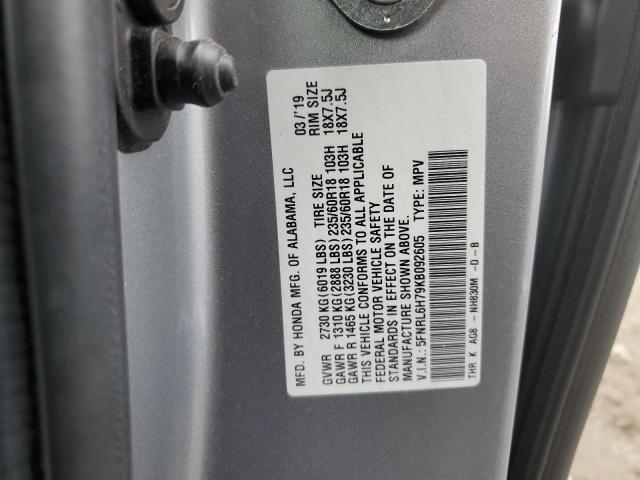 MFD. BY HONDA MFG. OF ALABAMA, LLC 03/'19
TIRE SIZE RIM SIZE
GVWR 2730 KG(6019 LBS)
GAWR F 1310 KG(2888 LBS) 235/60R18 103H 18X7.5J
GAWR R 1465 KG(3230 LBS) 235/60R18 103H 18X7.5J
THIS VEHICLE CONFORMS TO ALL APPLICABLE
FEDERAL MOTOR VEHICLE SAFETY
STANDARDS IN EFFECT ON THE DATE OF
MANUFACTURE SHOWN ABOVE.
V.I.N.: 5FNRL6H79KB092605 TYPE: MPV
THR K AG8 - NH830M -D-B